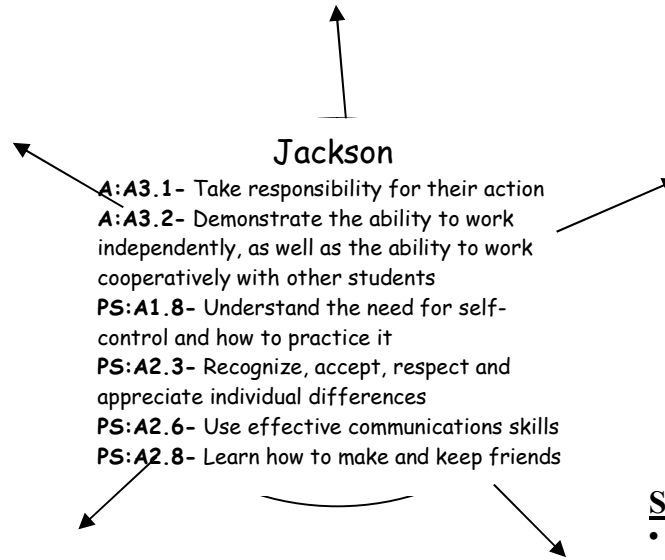 Jackson
A:A3.1- Take responsibility for their action
A:A3.2- Demonstrate the ability to work
independently, as well as the ability to work
cooperatively with other students
PS:A1.8- Understand the need for self-
control and how to practice it
PS:A2.3- Recognize, accept, respect and
appreciate individual differences
PS:A2.6- Use effective communications skills
PS:A2.8- Learn how to make and keep friends
S
•